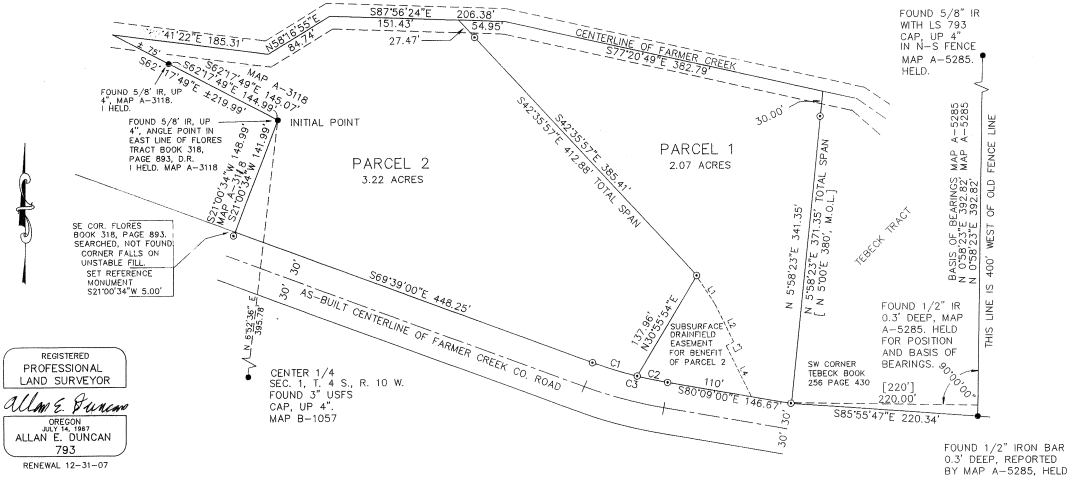 S87°56'24"E 206.38'
151.43'
54.95'
27.47'
41'22"E 185.31'
N58°16'55"E
84.74'
CENTERLINE OF FARMER CREEK
S77°20'49"E 382.79'
FOUND 5/8" IR
WITH LS 793
CAP, UP 4"
IN N-S FENCE
MAP A-5285.
HELD.
± 75'
MAP A-3118
S62°17'49"E 145.07'
S62°17'49"E 144.99'
S62°17'49"E ±219.99'
FOUND 5/8' IR, UP
4", MAP A-3118.
I HELD.
FOUND 5/8' IR, UP
4", ANGLE POINT IN
EAST LINE OF FLORES
TRACT BOOK 318,
PAGE 893, D.R.
I HELD. MAP A-3118
INITIAL POINT
S21°00'34"W 148.99'
MAP A-3118
S21°00'34"W 141.99'
PARCEL 2
3.22 ACRES
S42°35'57"E 385.41'
S42°35'57"E 412.88' TOTAL SPAN
PARCEL 1
2.07 ACRES
30.00'
N 5°58'23"E 341.35'
N 5°58'23"E 371.35' TOTAL SPAN
[ N 5°00'E 380', M.O.L.]
TEBECK TRACT
BASIS OF BEARINGS MAP A-5285
N 0°58'23"E 392.82' MAP A-5285
N 0°58'23"E 392.82'
THIS LINE IS 400' WEST OF OLD FENCE LINE
SE COR. FLORES
BOOK 318, PAGE 893.
SEARCHED, NOT FOUND.
CORNER FALLS ON
UNSTABLE FILL.
SET REFERENCE
MONUMENT
S21°00'34"W 5.00'
S69°39'00"E 448.25'
30'
30'
AS-BUILT CENTERLINE OF FARMER CREEK CO. ROAD
N 6°52'36" E
395.78'
CENTER 1/4
SEC. 1, T. 4 S., R. 10 W.
FOUND 3" USFS
CAP, UP 4".
MAP B-1057
137.96'
N30°55'54"E
L1
L2
L3
L4
SUBSURFACE
DRAINFIELD
EASEMENT
FOR BENEFIT
OF PARCEL 2
C1
C2
C3
110'
S80°09'00"E 146.67'
30'
30'
SW CORNER
TEBECK BOOK
256 PAGE 430
FOUND 1/2" IR
0.3' DEEP, MAP
A-5285. HELD
FOR POSITION
AND BASIS OF
BEARINGS.
90°00'00"
[220']
220.00'
S85°55'47"E 220.34'
FOUND 1/2" IRON BAR
0.3' DEEP, REPORTED
BY MAP A-5285, HELD
REGISTERED
PROFESSIONAL
LAND SURVEYOR
Allan E. Duncan
OREGON
JULY 14, 1987
ALLAN E. DUNCAN
793
RENEWAL 12-31-07